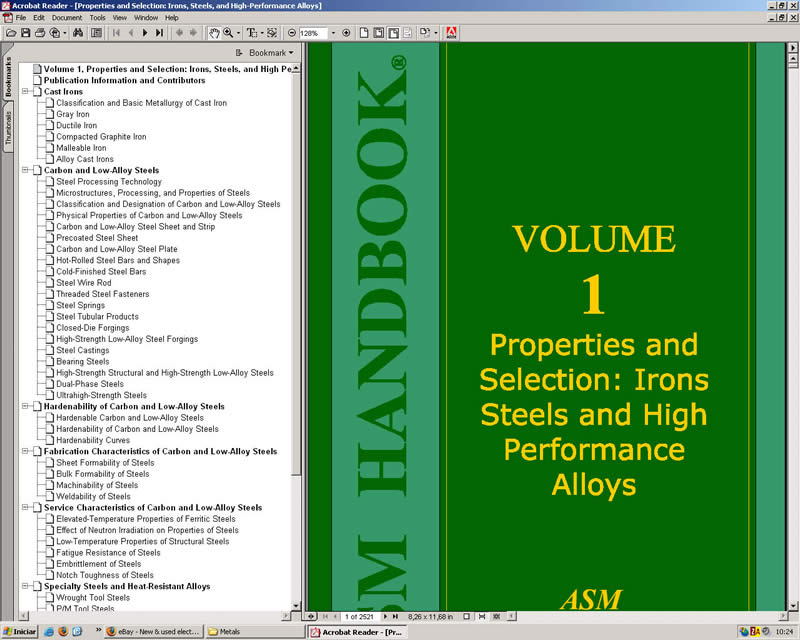 Acrobat Reader - [Properties and Selection: Irons, Steels, and High-Performance Alloys]
File Edit Document Tools View Window Help
128%
Bookmark
Bookmarks
Thumbnails
Volume 1, Properties and Selection: Irons, Steels, and High Pe
Publication Information and Contributors
Cast Irons
Classification and Basic Metallurgy of Cast Iron
Gray Iron
Ductile Iron
Compacted Graphite Iron
Malleable Iron
Alloy Cast Irons
Carbon and Low-Alloy Steels
Steel Processing Technology
Microstructures, Processing, and Properties of Steels
Classification and Designation of Carbon and Low-Alloy Steels
Physical Properties of Carbon and Low-Alloy Steels
Carbon and Low-Alloy Steel Sheet and Strip
Precoated Steel Sheet
Carbon and Low-Alloy Steel Plate
Hot-Rolled Steel Bars and Shapes
Cold-Finished Steel Bars
Steel Wire Rod
Threaded Steel Fasteners
Steel Springs
Steel Tubular Products
Closed-Die Forgings
High-Strength Low-Alloy Steel Forgings
Steel Castings
Bearing Steels
High-Strength Structural and High-Strength Low-Alloy Steels
Dual-Phase Steels
Ultrahigh-Strength Steels
Hardenability of Carbon and Low-Alloy Steels
Hardenable Carbon and Low-Alloy Steels
Hardenability of Carbon and Low-Alloy Steels
Hardenability Curves
Fabrication Characteristics of Carbon and Low-Alloy Steels
Sheet Formability of Steels
Bulk Formability of Steels
Machinability of Steels
Weldability of Steels
Service Characteristics of Carbon and Low-Alloy Steels
Elevated-Temperature Properties of Ferritic Steels
Effect of Neutron Irradiation on Properties of Steels
Low-Temperature Properties of Structural Steels
Fatigue Resistance of Steels
Embrittlement of Steels
Notch Toughness of Steels
Specialty Steels and Heat-Resistant Alloys
Wrought Tool Steels
P/M Tool Steels
ASM HANDBOOK®
VOLUME
1
Properties and
Selection: Irons
Steels and High
Performance
Alloys
ASM
1 of 2521
8,26 x 11,68 in
Iniciar
eBay - New & used elect...
Metals
Acrobat Reader - [Pr...
10:24